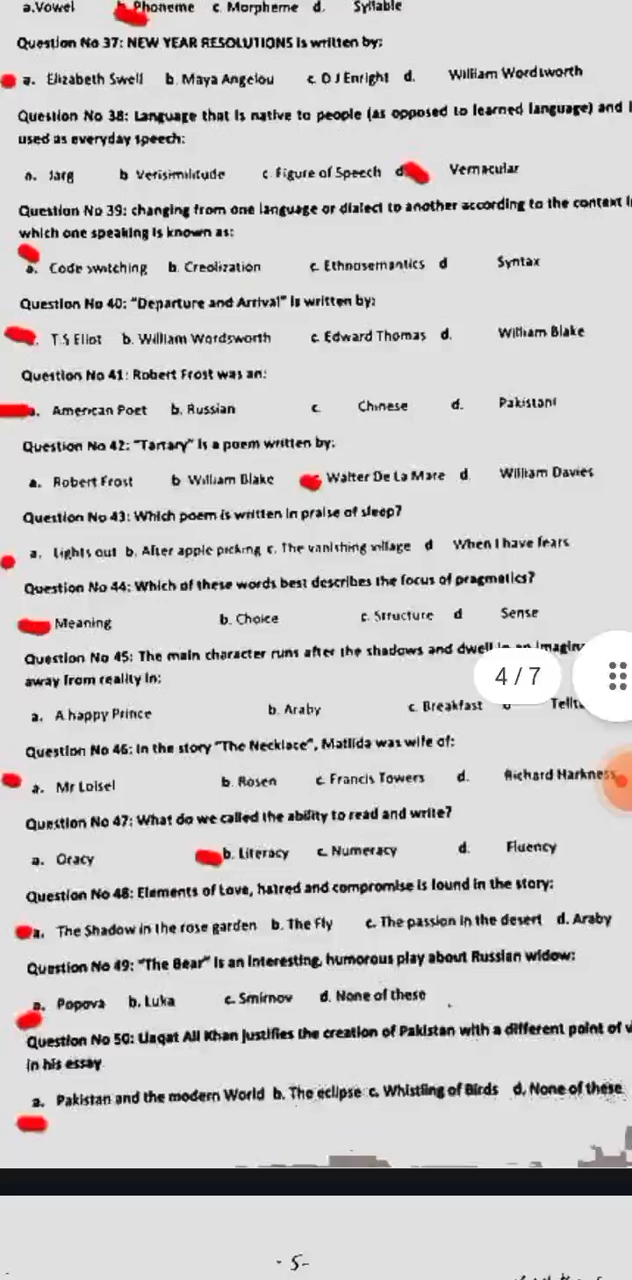 a.Vowel b. Phoneme c. Morpheme d. Syllable
Question No 37: NEW YEAR RESOLUTIONS is written by:
a. Elizabeth Swell b. Maya Angelou c. D J Enright d. William Wordsworth
Question No 38: Language that is native to people (as opposed to learned language) and
used as everyday speech:
a. Jarg b Verisimilitude c. Figure of Speech d Vernacular
Question No 39: changing from one language or dialect to another according to the context
which one speaking is known as:
a. Code switching b. Creolization c. Ethnosemantics d Syntax
Question No 40: "Departure and Arrival" is written by:
T.S Eliot b. William Wordsworth c. Edward Thomas d. William Blake
Question No 41: Robert Frost was an:
a. American Poet b. Russian c. Chinese d. Pakistani
Question No 42: "Tartary" is a poem written by:
a. Robert Frost b William Blake Walter De La Mare d. William Davies
Question No 43: Which poem is written in praise of sleep?
a. Lights out b. After apple picking c. The vanishing village d When I have fears
Question No 44: Which of these words best describes the focus of pragmatics?
Meaning b. Choice c. Structure d Sense
Question No 45: The main character runs after the shadows and dwell in an
away from reality in:
4 / 7
a. A happy Prince b. Araby c. Breakfast
Question No 46: In the story "The Necklace", Matilda was wife of:
a. Mr Loisel b. Rosen c. Francis Towers d. Richard Harkness
Question No 47: What do we called the ability to read and write?
a. Oracy b. Literacy c. Numeracy d. Fluency
Question No 48: Elements of Love, hatred and compromise is found in the story:
a. The Shadow in the rose garden b. The Fly c. The passion in the desert d. Araby
Question No 49: "The Bear" is an interesting, humorous play about Russian widow:
a. Popova b. Luka c. Smirnov d. None of these
Question No 50: Liaqat Ali Khan justifies the creation of Pakistan with a different point of
in his essay
a. Pakistan and the modern World b. The eclipse c. Whistling of Birds d. None of these
- 5-